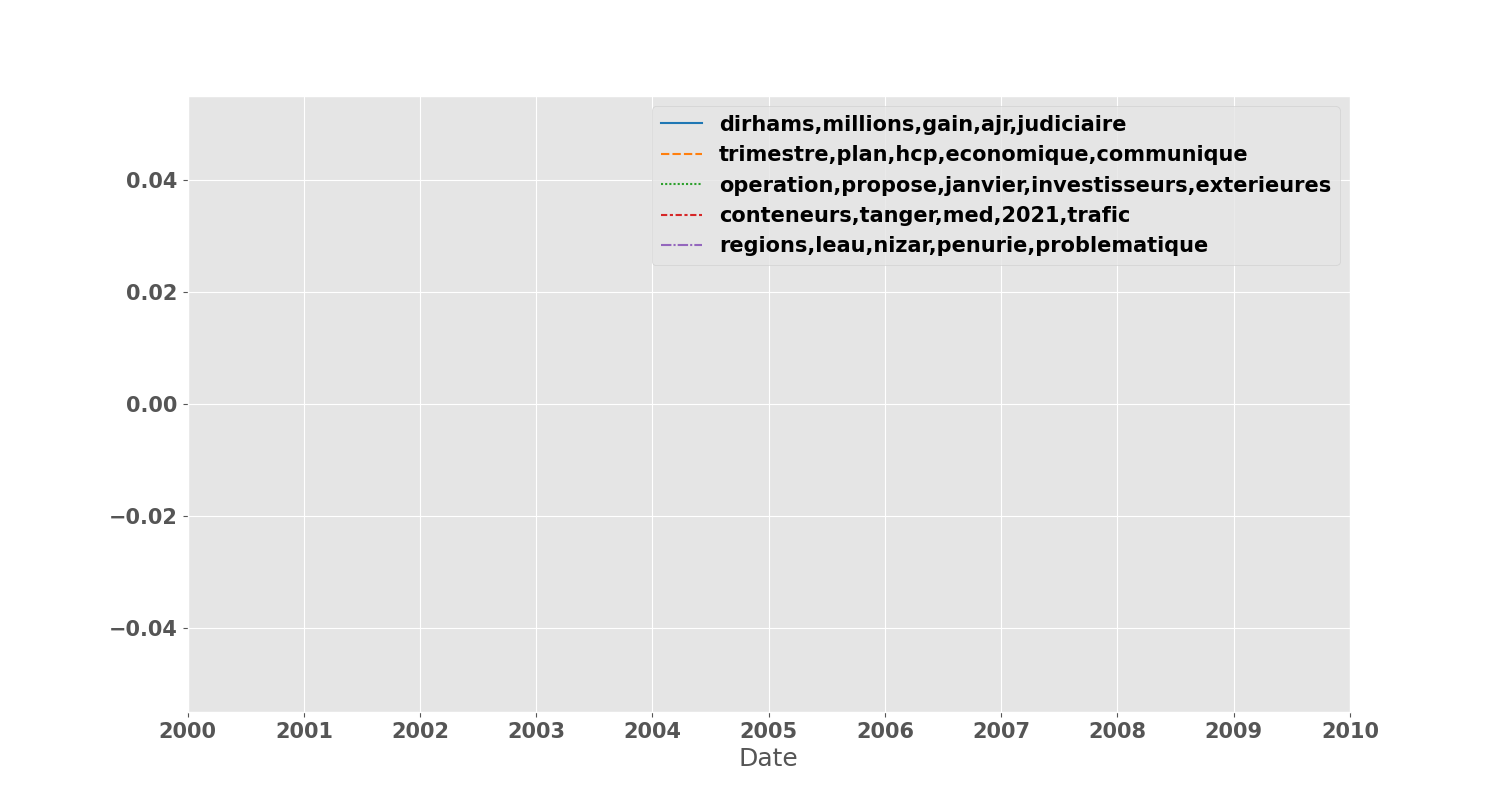 dirhams,millions,gain,ajr,judiciaire
trimestre,plan,hcp,economique,communique
operation,propose,janvier,investisseurs,exterieures
conteneurs,tanger,med,2021,trafic
regions,leau,nizar,penurie,problematique
0.04
0.02
0.00
−0.02
−0.04
2000 2001 2002 2003 2004 2005 2006 2007 2008 2009 2010
Date